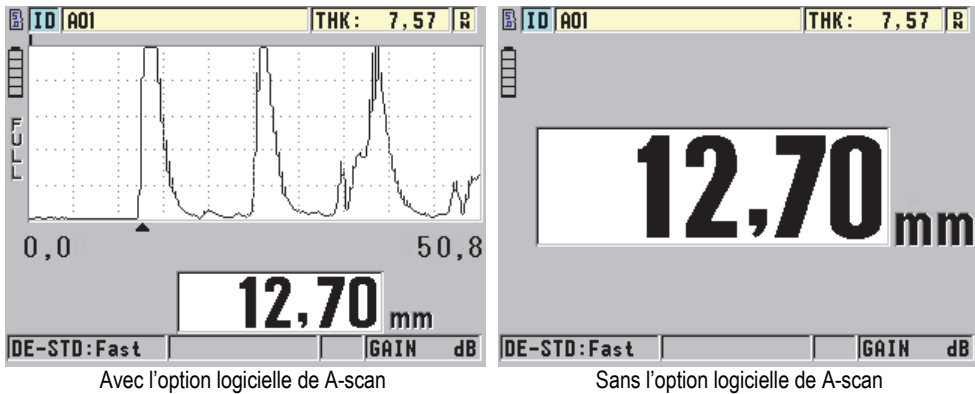 ID A01 THK: 7,57 DN
FULL
0,0 50,8
12,70 mm
DE-STD:Fast GAIN dB
Avec l'option logicielle de A-scan
ID A01 THK: 7,57 DN
12,70 mm
DE-STD:Fast GAIN dB
Sans l'option logicielle de A-scan